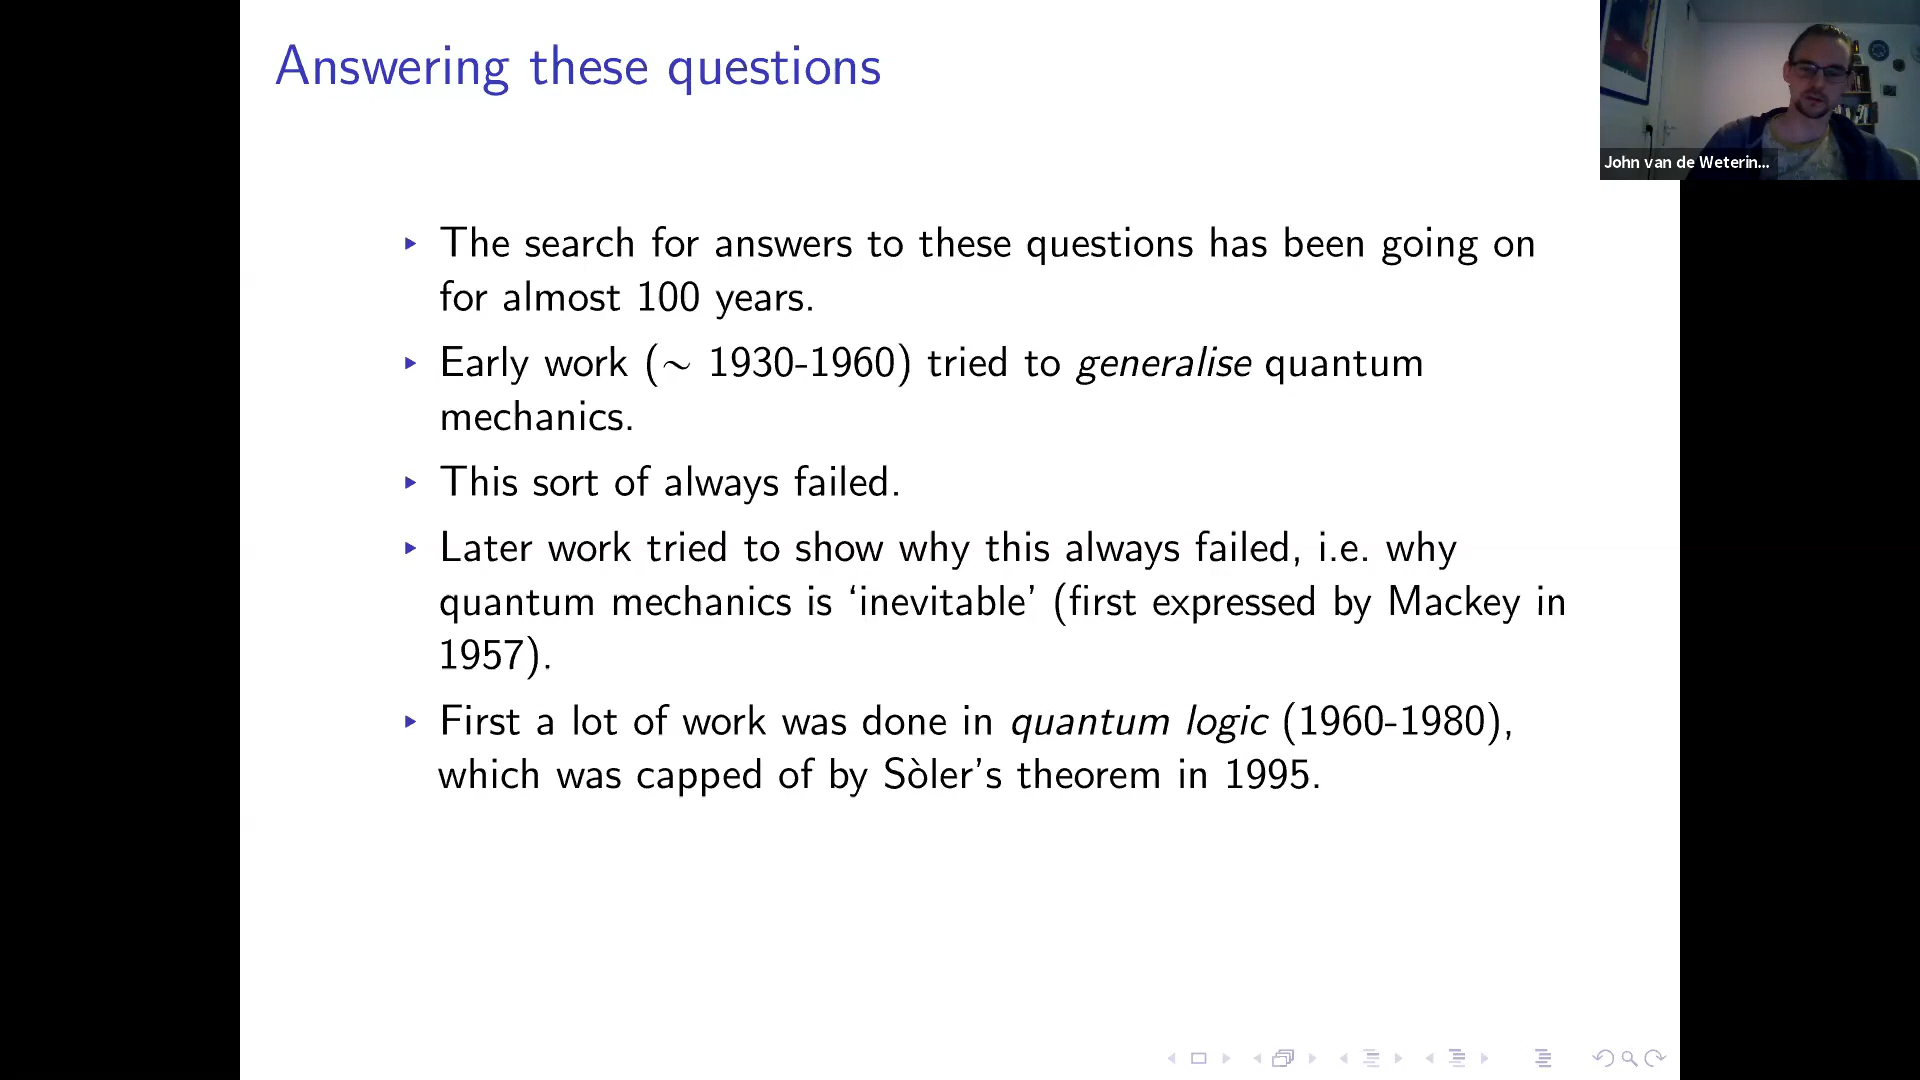 Answering these questions
John van de Weterin...
▸ The search for answers to these questions has been going on
for almost 100 years.
▸ Early work (∼ 1930-1960) tried to generalise quantum
mechanics.
▸ This sort of always failed.
▸ Later work tried to show why this always failed, i.e. why
quantum mechanics is ‘inevitable’ (first expressed by Mackey in
1957).
▸ First a lot of work was done in quantum logic (1960-1980),
which was capped of by Sòler’s theorem in 1995.